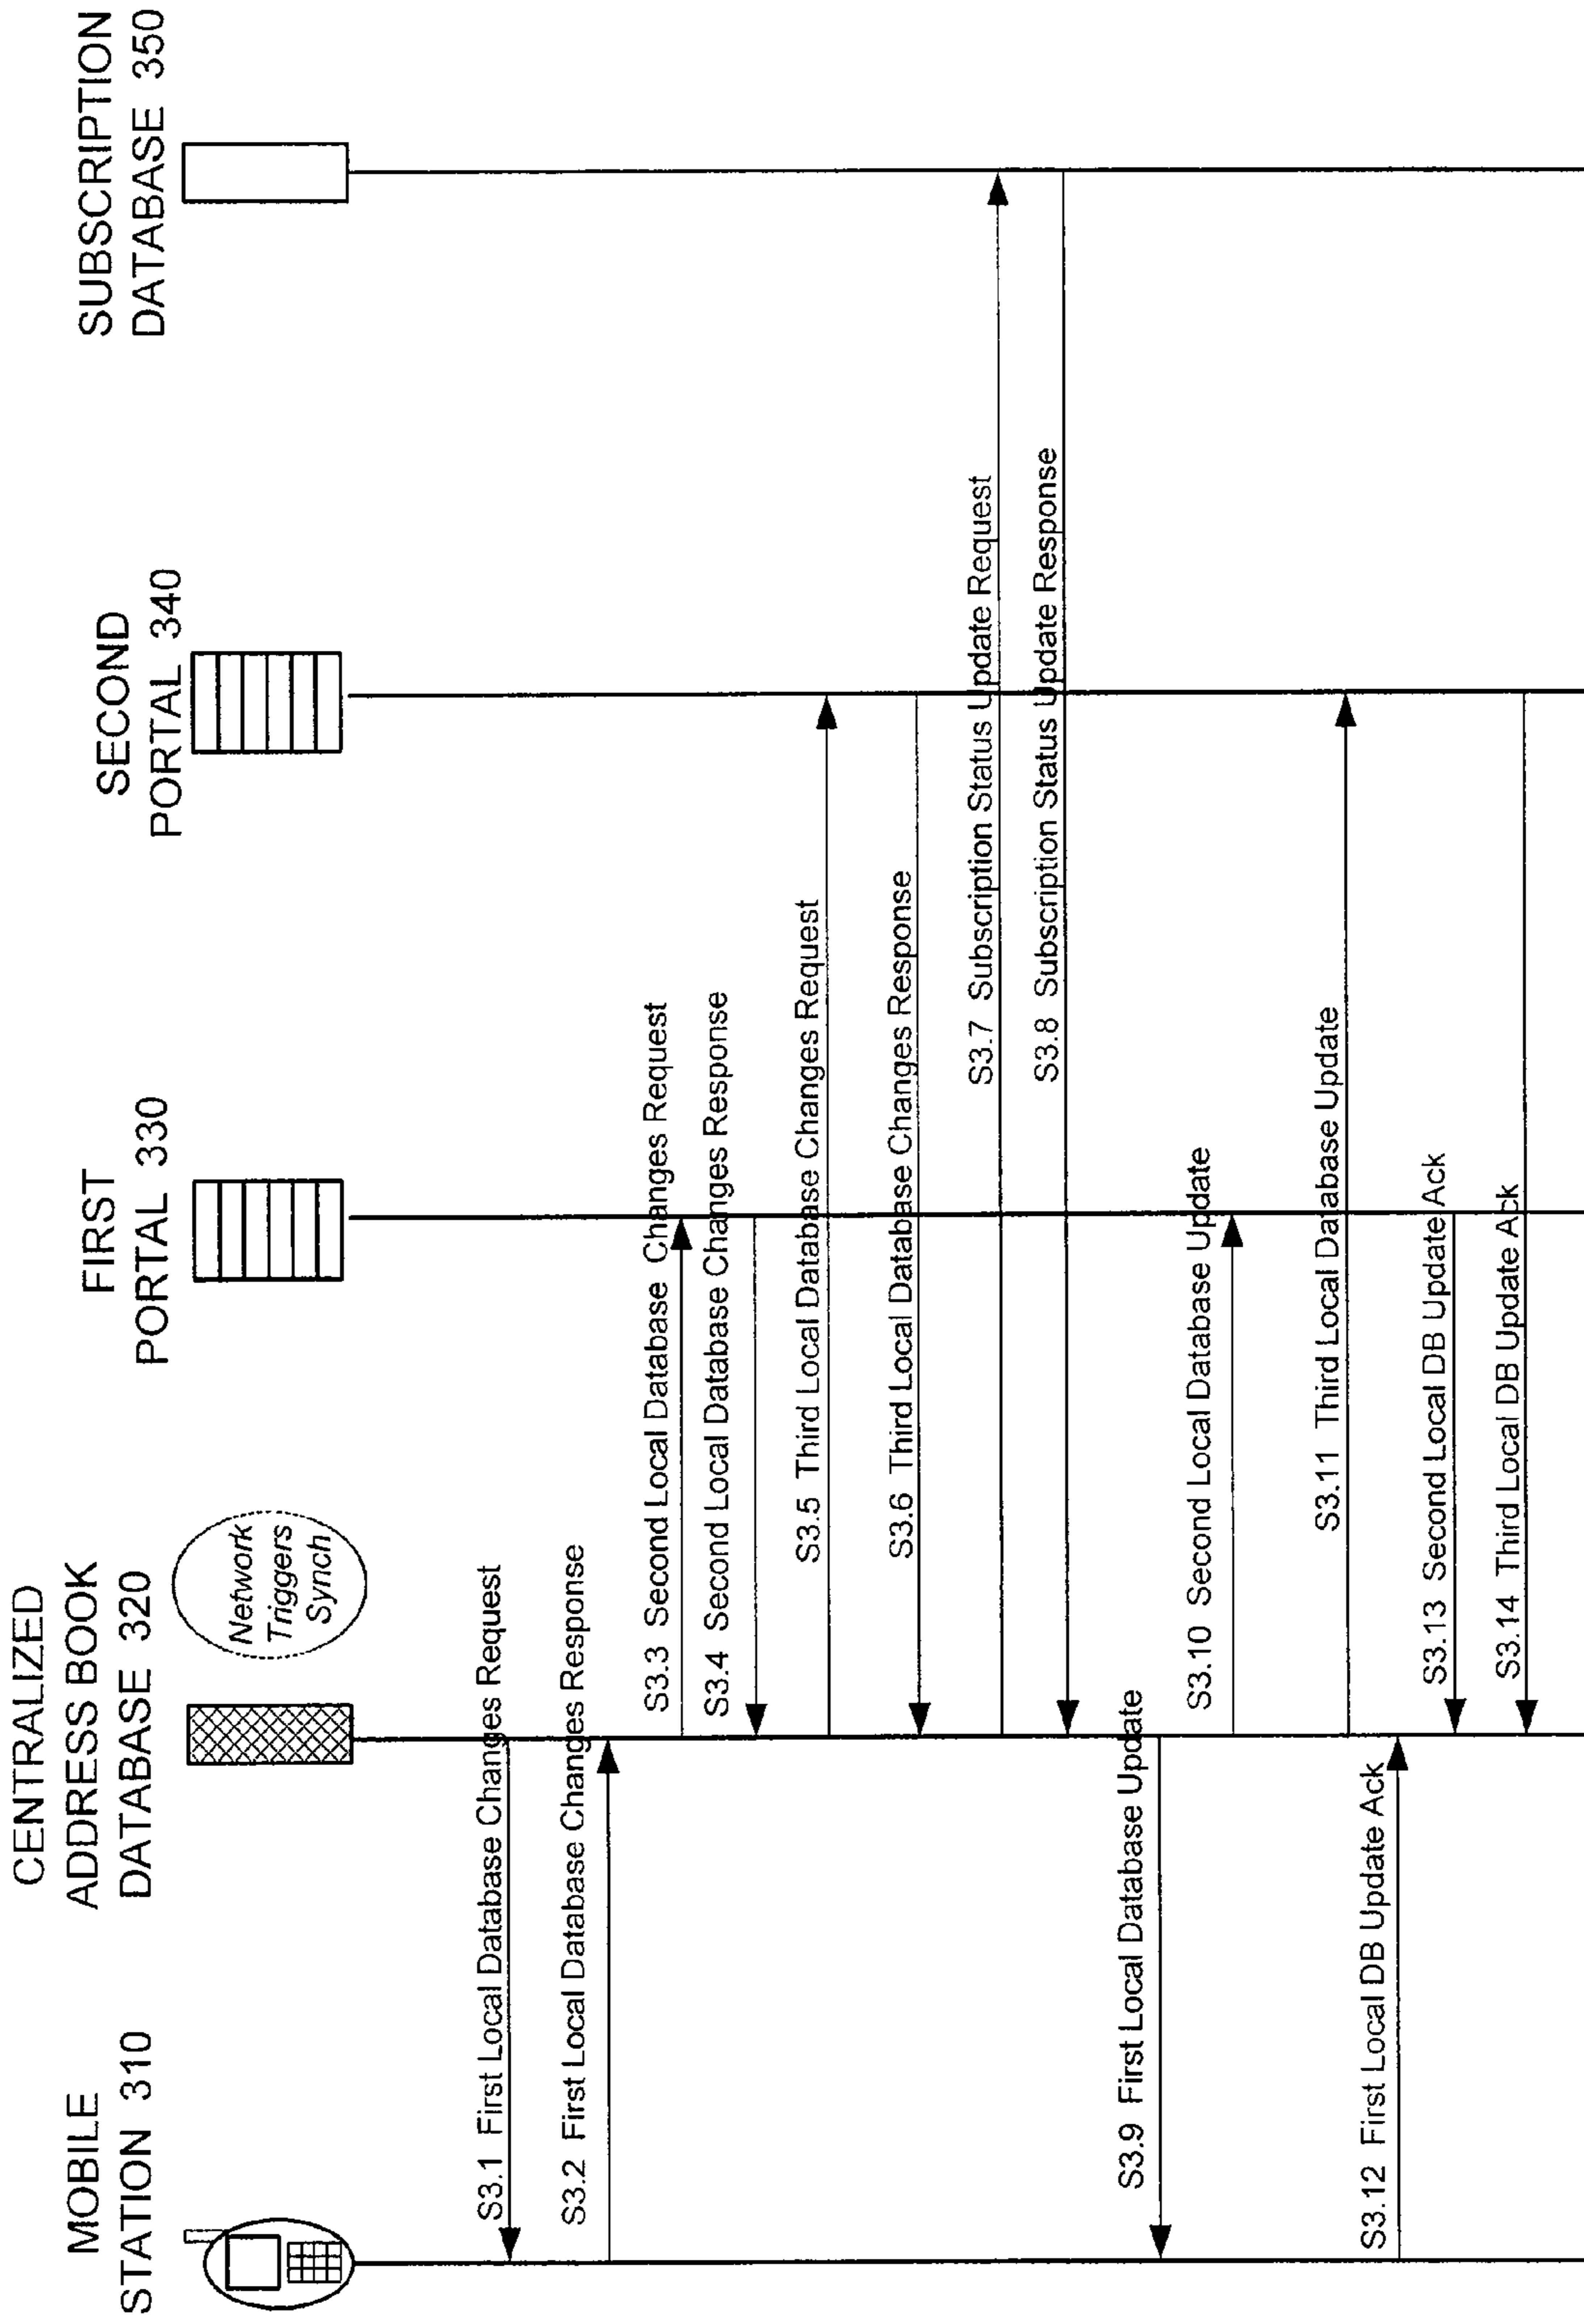 MOBILE
STATION 310
CENTRALIZED
ADDRESS BOOK
DATABASE 320
Network
Triggers
Synch
FIRST
PORTAL 330
SECOND
PORTAL 340
SUBSCRIPTION
DATABASE 350
S3.1 First Local Database Changes Request
S3.2 First Local Database Changes Response
S3.3 Second Local Database Changes Request
S3.4 Second Local Database Changes Response
S3.5 Third Local Database Changes Request
S3.6 Third Local Database Changes Response
S3.7 Subscription Status Update Request
S3.8 Subscription Status Update Response
S3.9 First Local Database Update
S3.10 Second Local Database Update
S3.11 Third Local Database Update
S3.12 First Local DB Update Ack
S3.13 Second Local DB Update Ack
S3.14 Third Local DB Update Ack